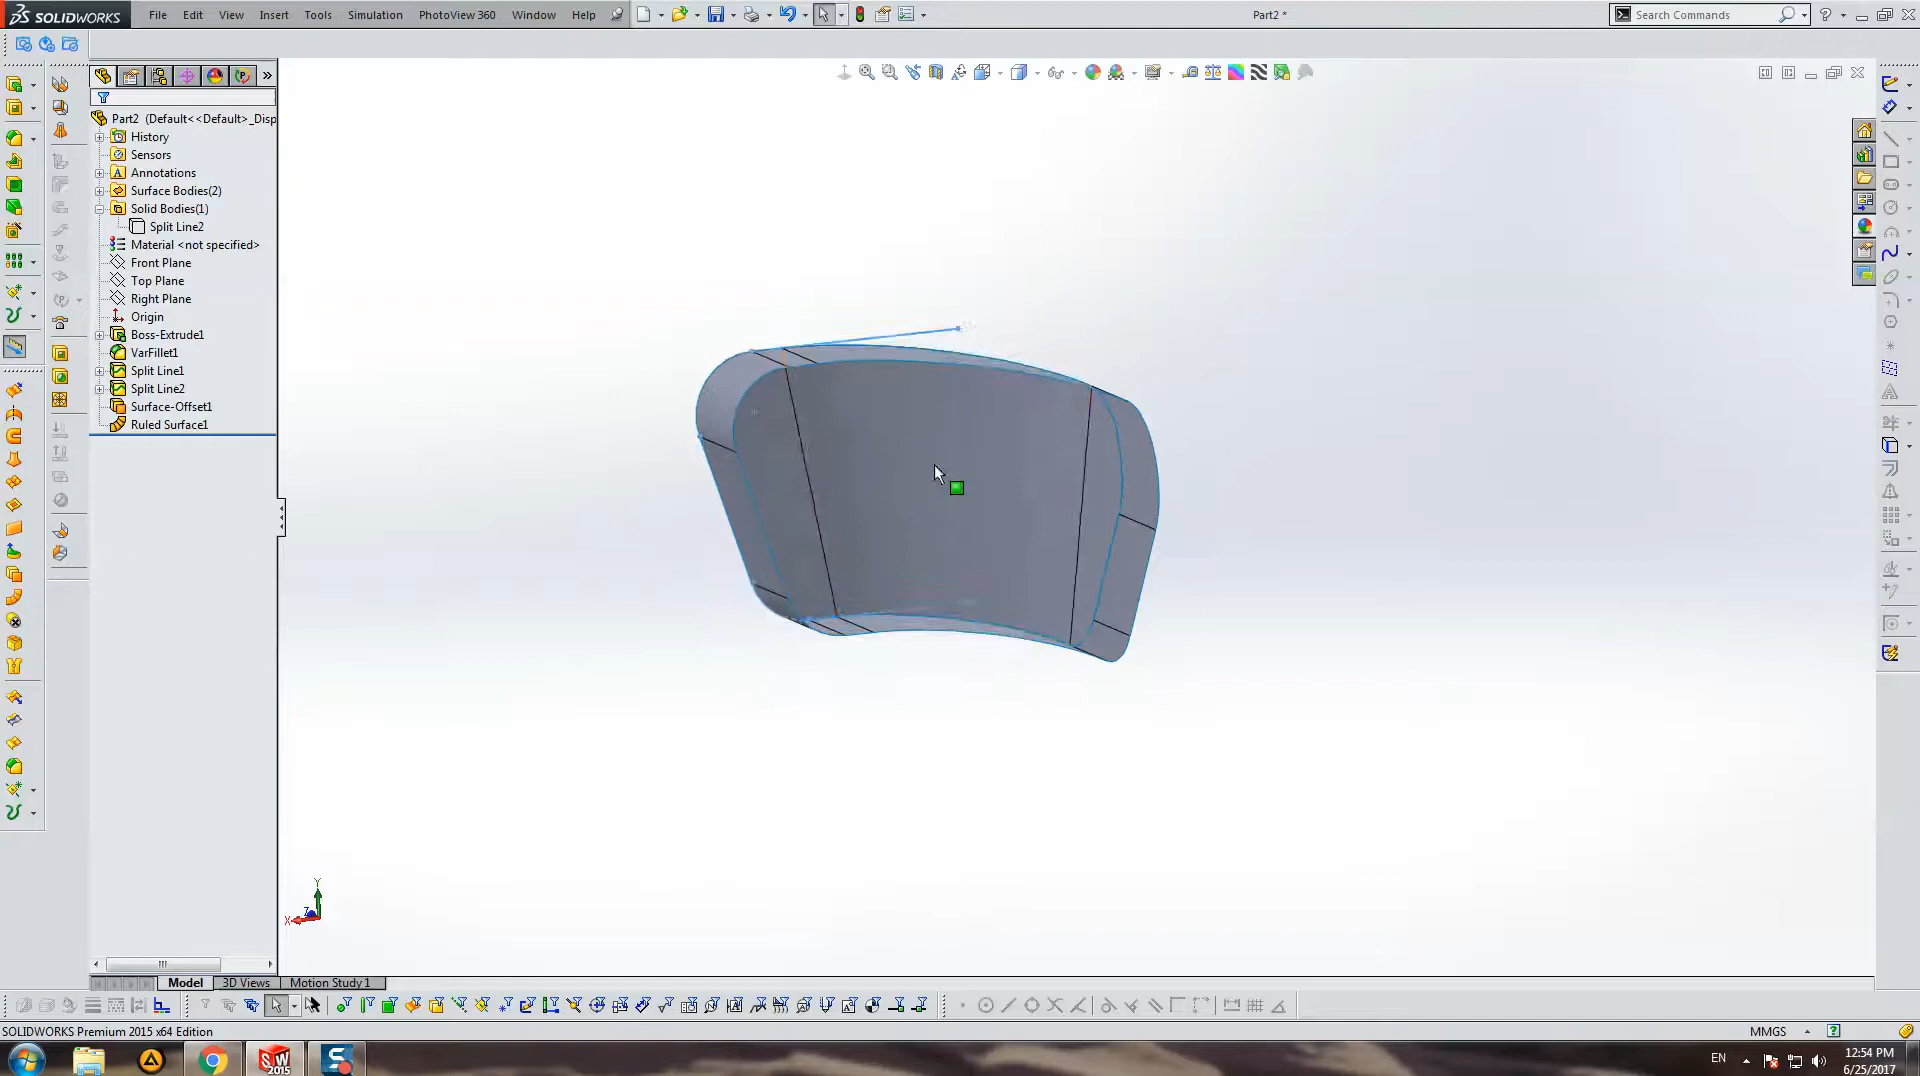 SOLIDWORKS File Edit View Insert Tools Simulation PhotoView 360 Window Help Part2 * Search Commands
Part2 (Default<<Default>_Disp
History
Sensors
Annotations
Surface Bodies(2)
Solid Bodies(1)
Split Line2
Material <not specified>
Front Plane
Top Plane
Right Plane
Origin
Boss-Extrude1
VarFillet1
Split Line1
Split Line2
Surface-Offset1
Ruled Surface1
Y
Z
X
Model 3D Views Motion Study 1
SOLIDWORKS Premium 2015 x64 Edition MMGS
EN 12:54 PM
6/25/2017
SW
2015